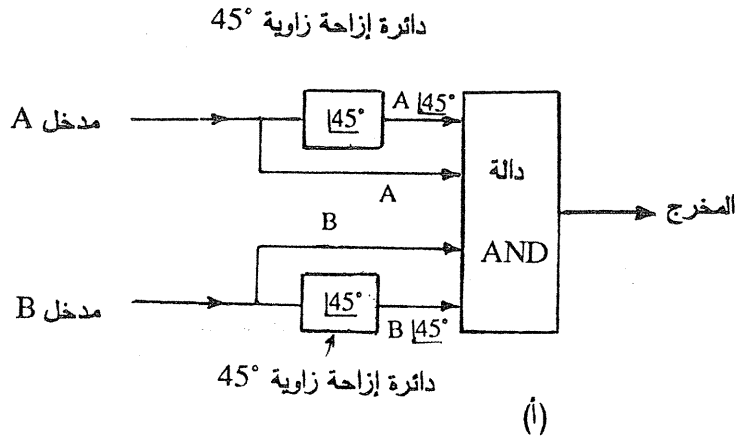 دائرة إزاحة زاوية 45°
مدخل A
⌊45°
A ⌊45°
A
دالة
AND
المخرج
B
مدخل B
⌊45°
B ⌊45°
دائرة إزاحة زاوية 45°
(أ)